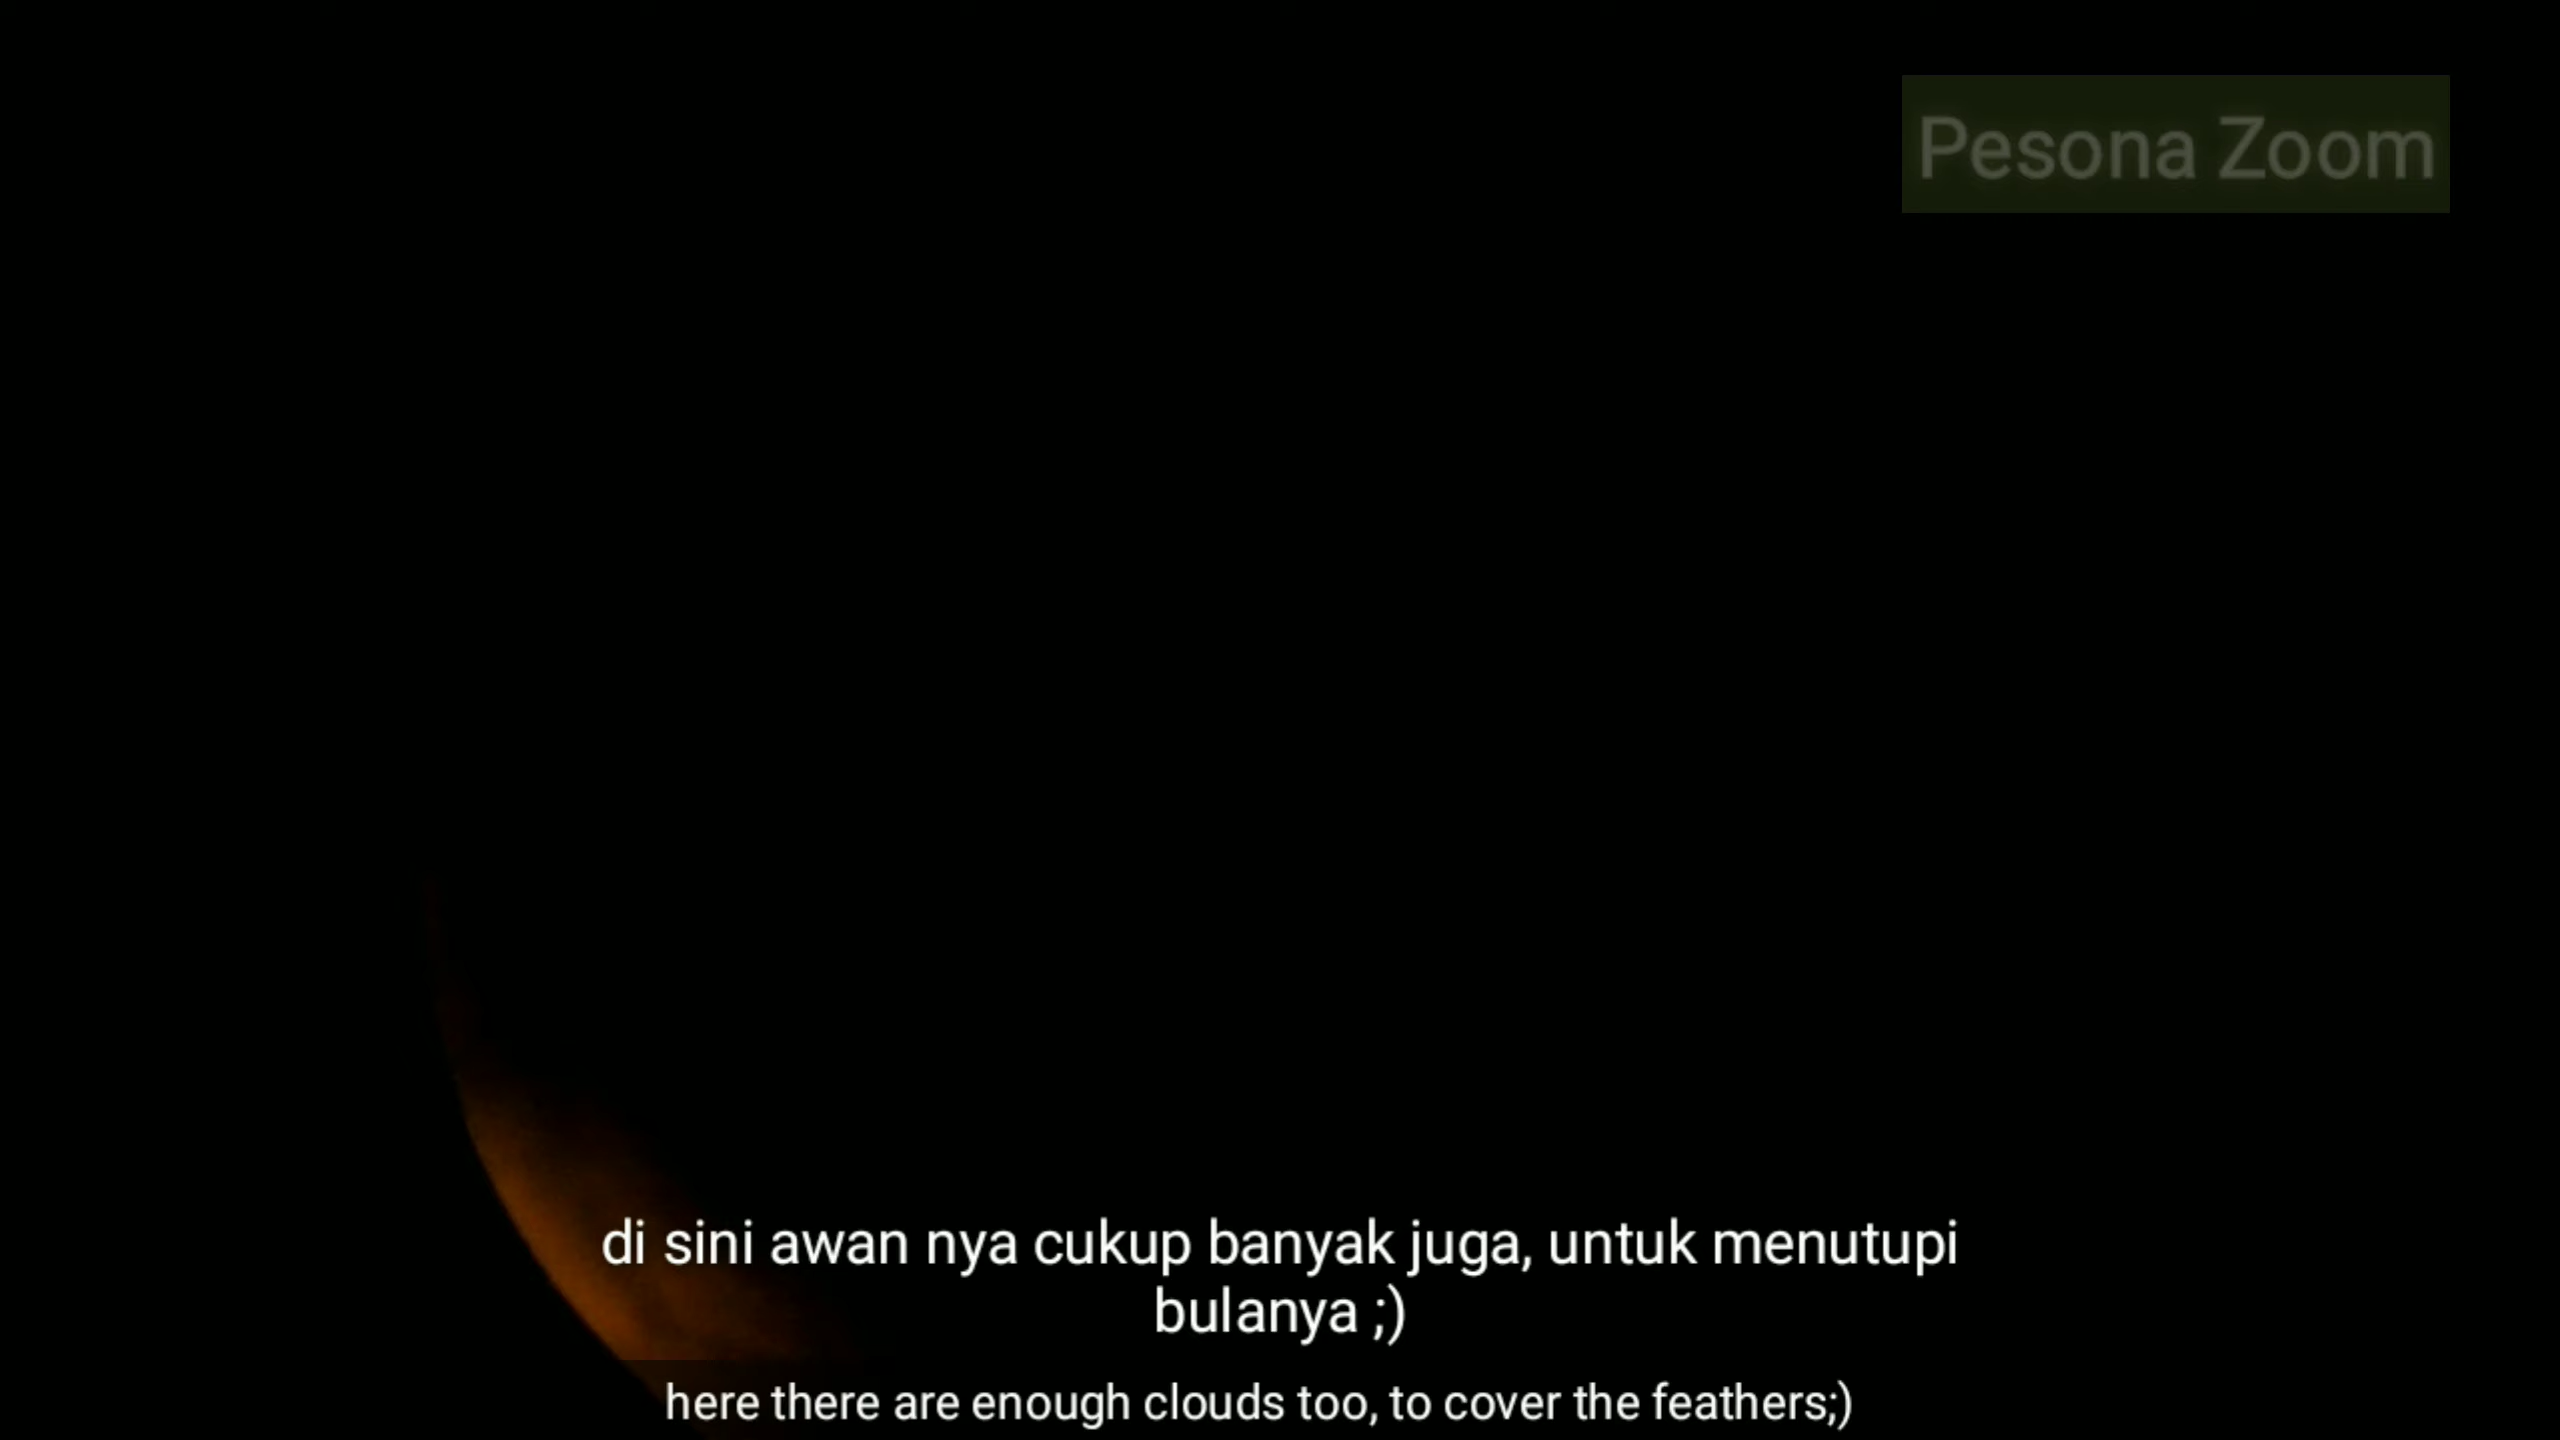 Pesona Zoom
di sini awan nya cukup banyak juga, untuk menutupi
bulanya ;)
here there are enough clouds too, to cover the feathers;)